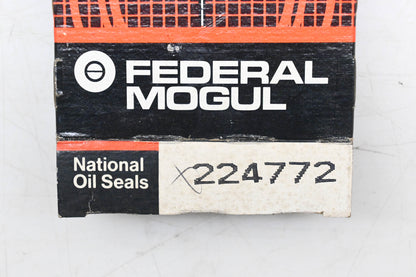 FEDERAL
MOGUL
National
Oil Seals
X224772